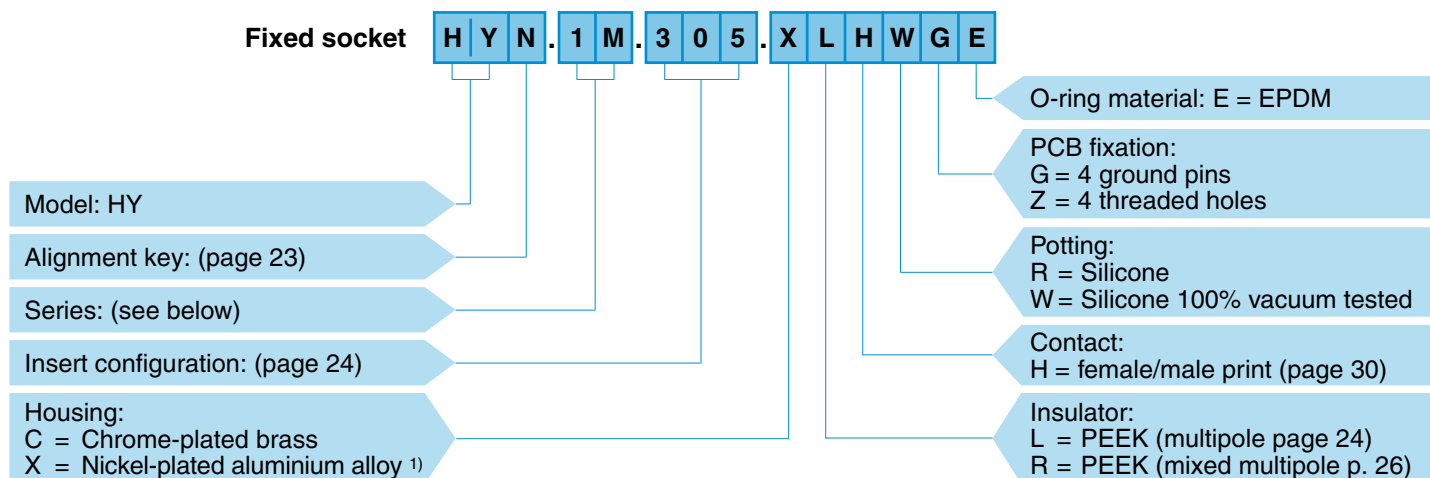 Fixed socket H Y N . 1 M . 3 0 5 . X L H W G E
Model: HY
Alignment key: (page 23)
Series: (see below)
Insert configuration: (page 24)
Housing:
C = Chrome-plated brass
X = Nickel-plated aluminium alloy 1)
O-ring material: E = EPDM
PCB fixation:
G = 4 ground pins
Z = 4 threaded holes
Potting:
R = Silicone
W = Silicone 100% vacuum tested
Contact:
H = female/male print (page 30)
Insulator:
L = PEEK (multipole page 24)
R = PEEK (mixed multipole p. 26)